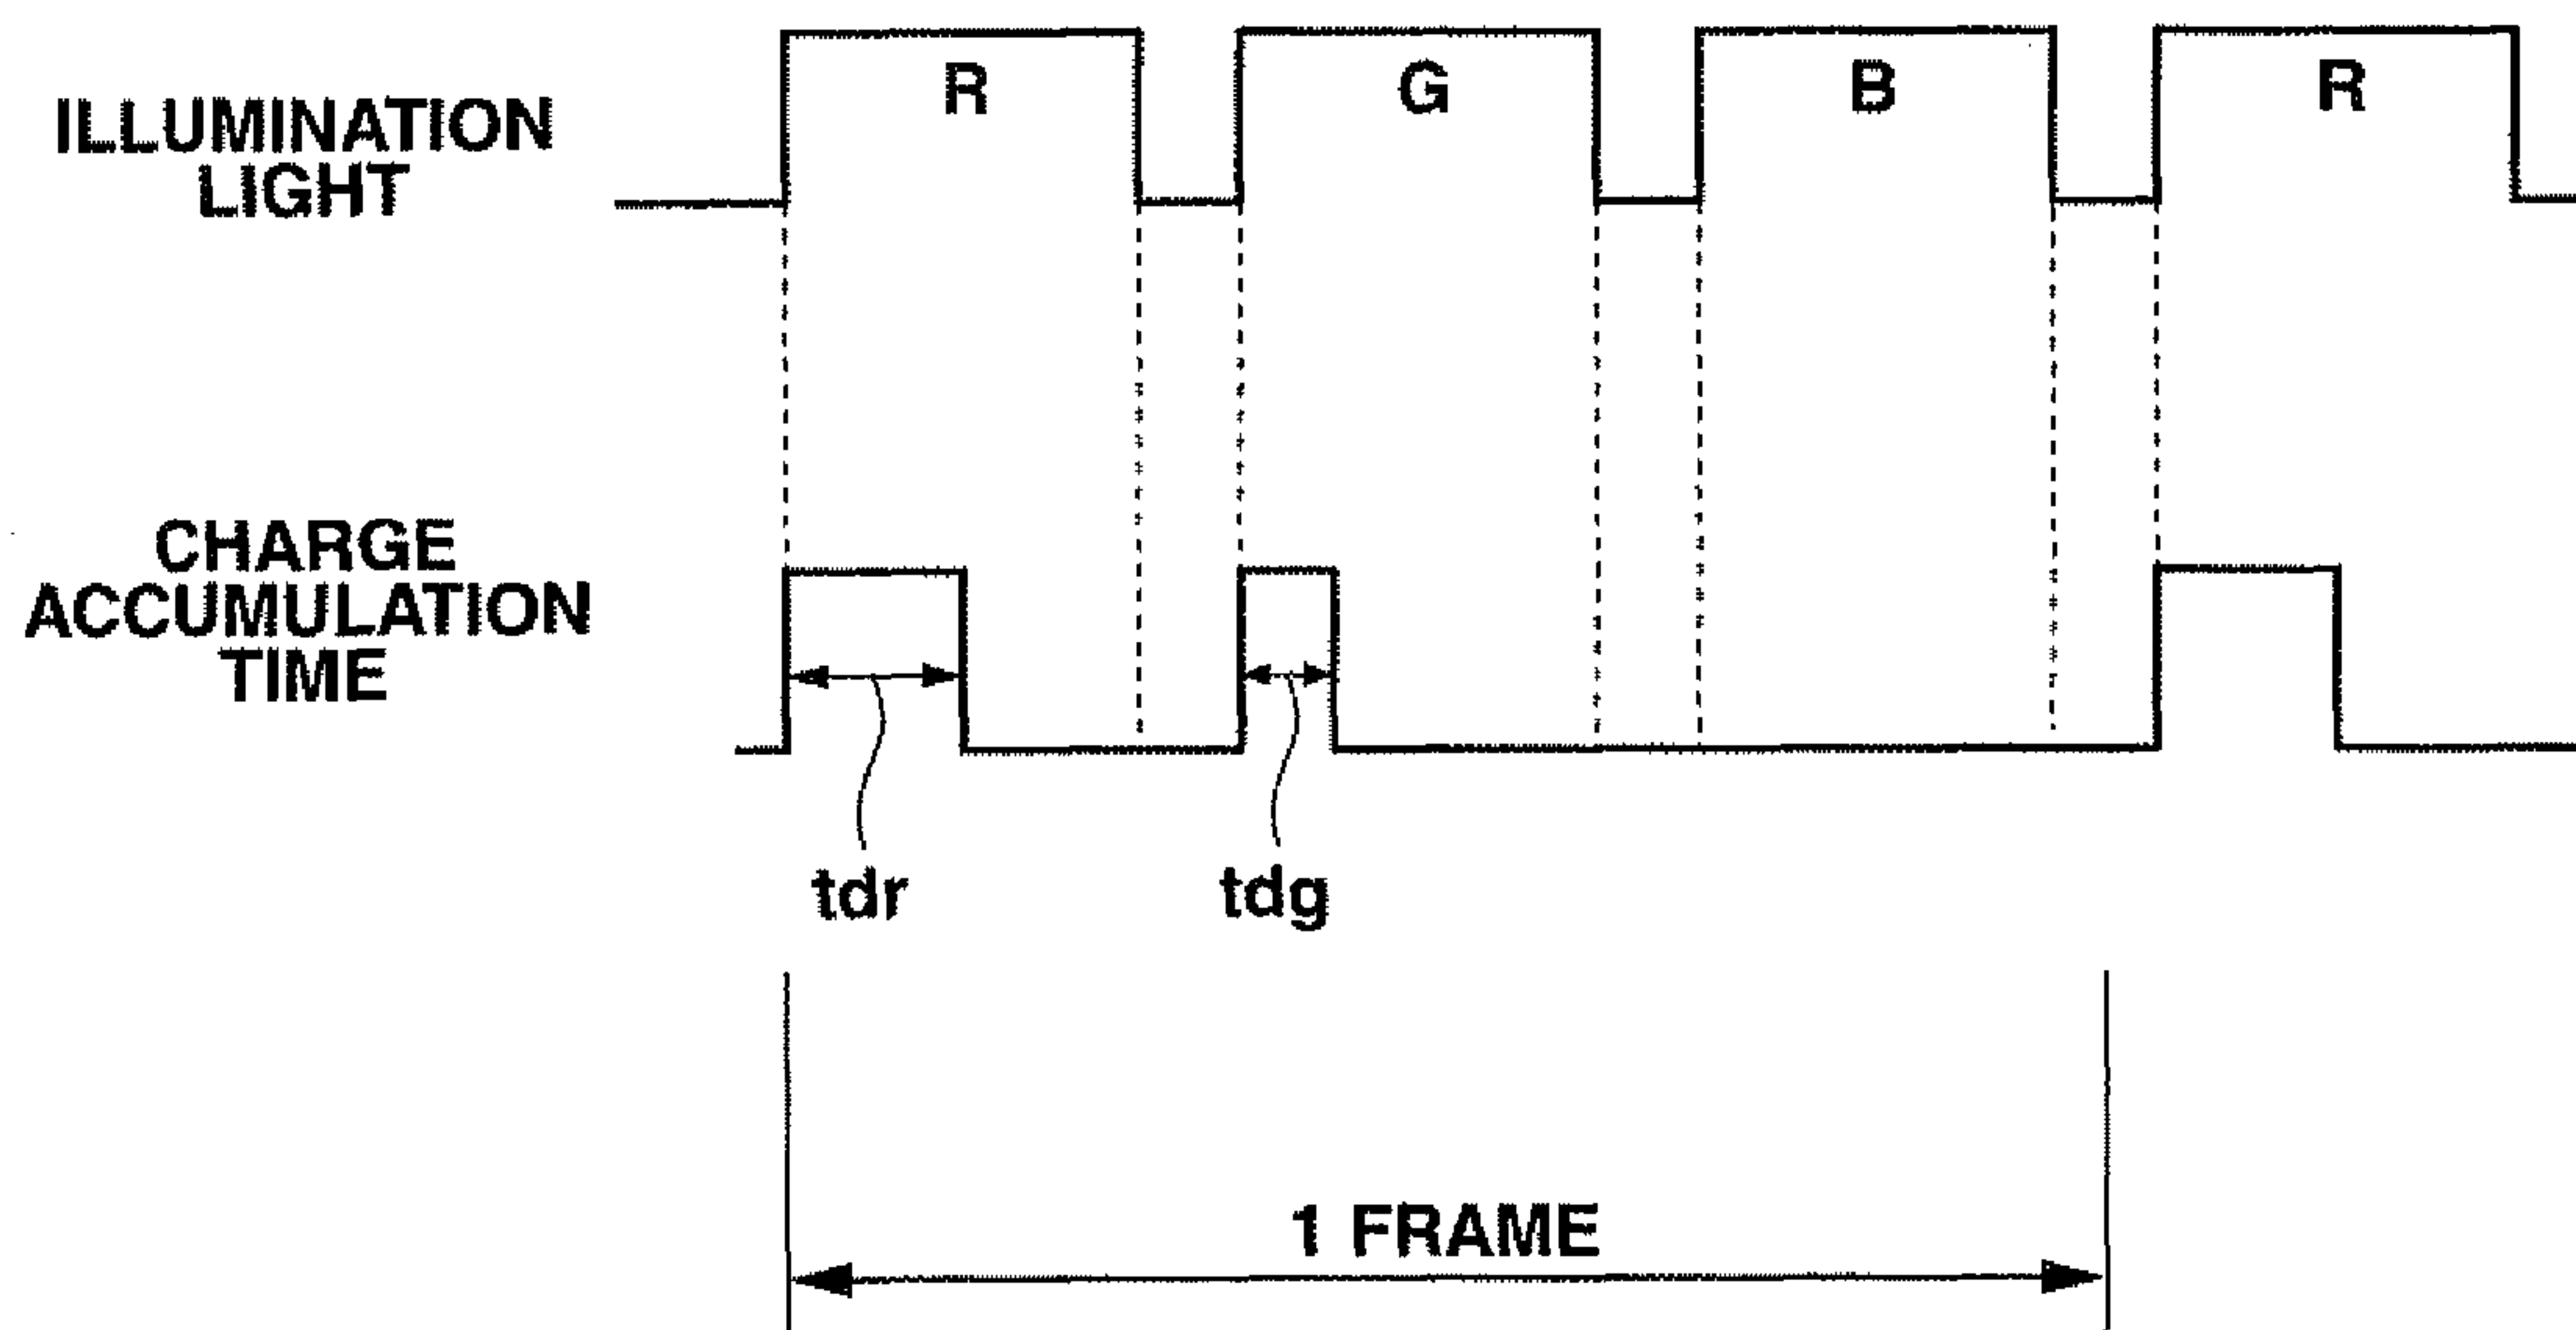 R
G
B
R
ILLUMINATION
LIGHT
CHARGE
ACCUMULATION
TIME
tdr
tdg
1 FRAME